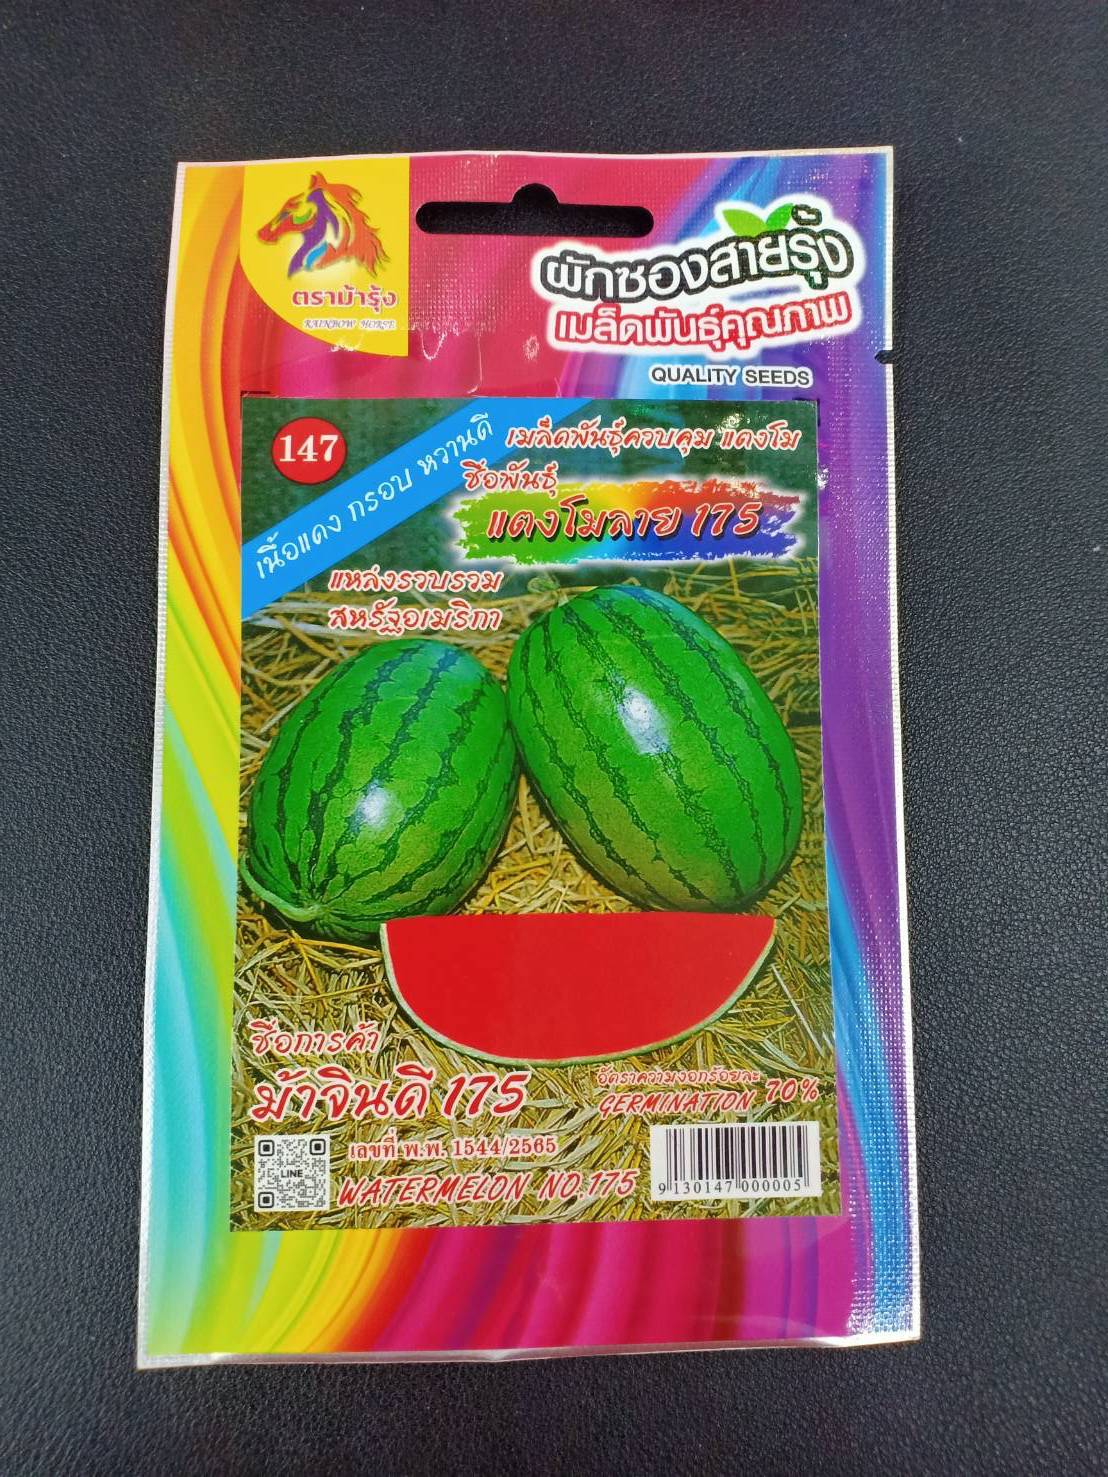 ตราม้ารุ้ง
RAINBOW HORSE
ผักซองสายรุ้ง
เมล็ดพันธุ์คุณภาพ
QUALITY SEEDS
147
เนื้อแดง กรอบ หวานดี
เมล็ดพันธุ์ควบคุม แตงโม
ชื่อพันธุ์
แตงโมลาย 175
แหล่งรวบรวม
สหรัฐอเมริกา
ชื่อการค้า
ม้าจินดี 175
อัตราความงอกร้อยละ
GERMINATION 70%
เลขที่ พ.พ. 1544/2565
LINE
WATERMELON NO.175
9 130147 000005